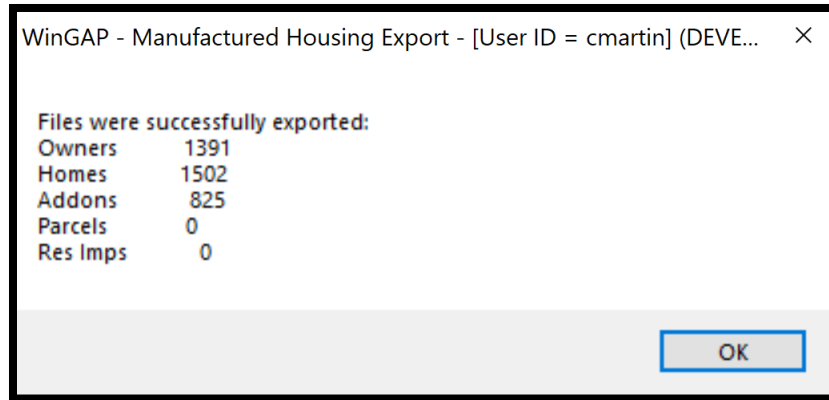 WinGAP - Manufactured Housing Export - [User ID = cmartin] (DEVE...
Files were successfully exported:
Owners 1391
Homes 1502
Addons 825
Parcels 0
Res Imps 0
OK